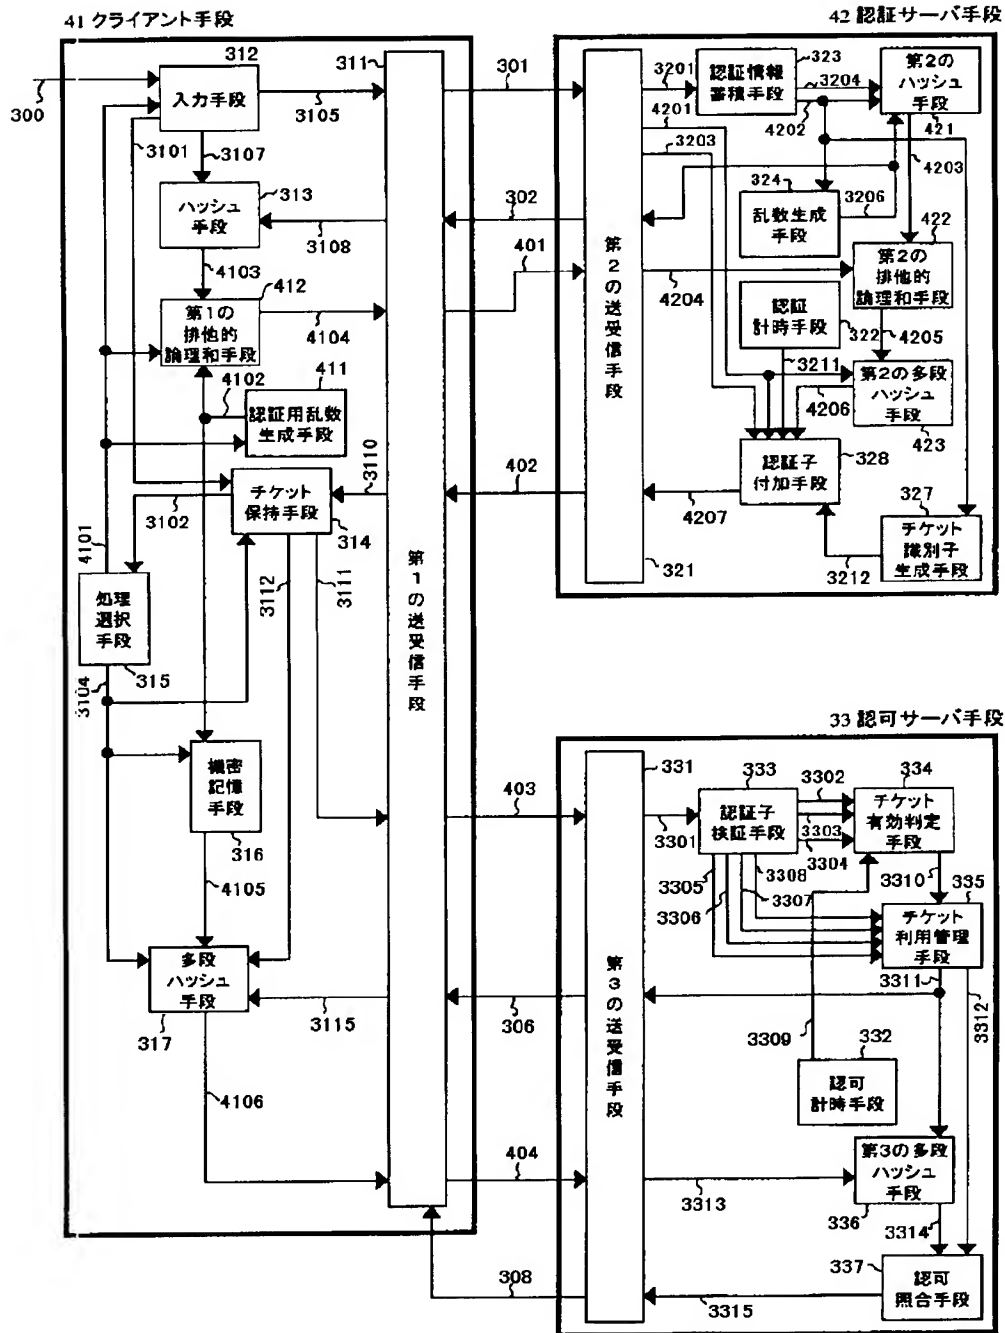 41 クライアント手段
300
312
入力手段
3105
3101
3107
313
ハッシュ
手段
3108
4103
412
第1の
排他的
論理和手段
4104
4102
411
認証用乱数
生成手段
3110
チケット
保持手段
314
3102
4101
3112
3111
処理
選択
手段
315
3104
機密
記憶
手段
316
4105
多段
ハッシュ
手段
317
3115
4106
311
第1の送受信手段
301
302
401
402
403
306
404
308
42 認証サーバ手段
第2の送受信手段
321
3201
4201
3203
323
認証情報
蓄積手段
3204
4202
第2の
ハッシュ
手段
421
4203
324
乱数生成
手段
3206
422
第2の
排他的
論理和手段
4204
認証
計時手段
322
4205
3211
第2の多段
ハッシュ
手段
4206
423
認証子
付加手段
328
4207
327
チケット
識別子
生成手段
3212
33 認可サーバ手段
331
第3の送受信手段
3301
333
認証子
検証手段
3302
3303
3304
334
チケット
有効判定
手段
3305
3306
3308
3307
3310
335
チケット
利用管理
手段
3311
3312
3309
332
認可
計時手段
第3の多段
ハッシュ
手段
3313
336
3314
337
認可
照合手段
3315